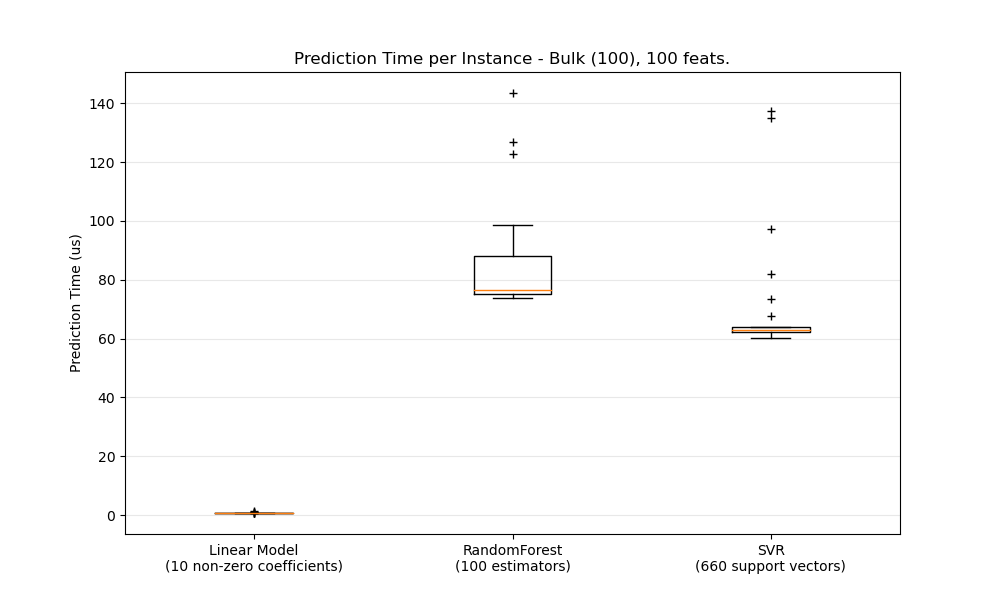 Prediction Time per Instance - Bulk (100), 100 feats.
Prediction Time (us)
140
120
100
80
60
40
20
0
Linear Model
(10 non-zero coefficients)
RandomForest
(100 estimators)
SVR
(660 support vectors)